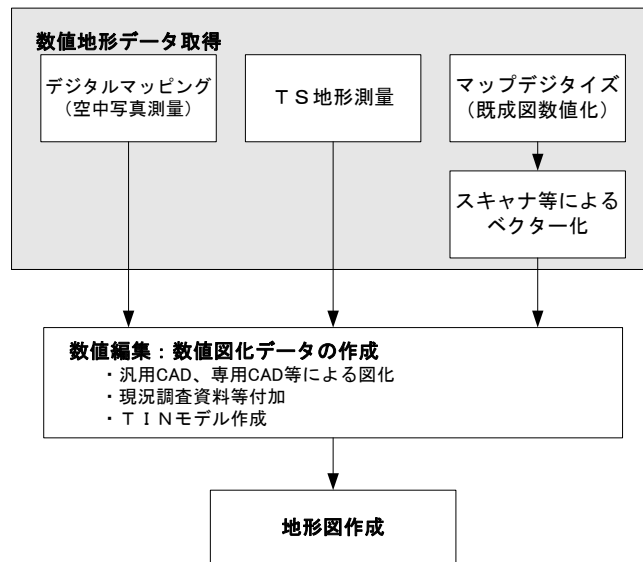 数値地形データ取得
デジタルマッピング
（空中写真測量）
ＴＳ地形測量
マップデジタイズ
（既成図数値化）
スキャナ等による
ベクター化
数値編集：数値図化データの作成
・汎用CAD、専用CAD等による図化
・現況調査資料等付加
・ＴＩＮモデル作成
地形図作成